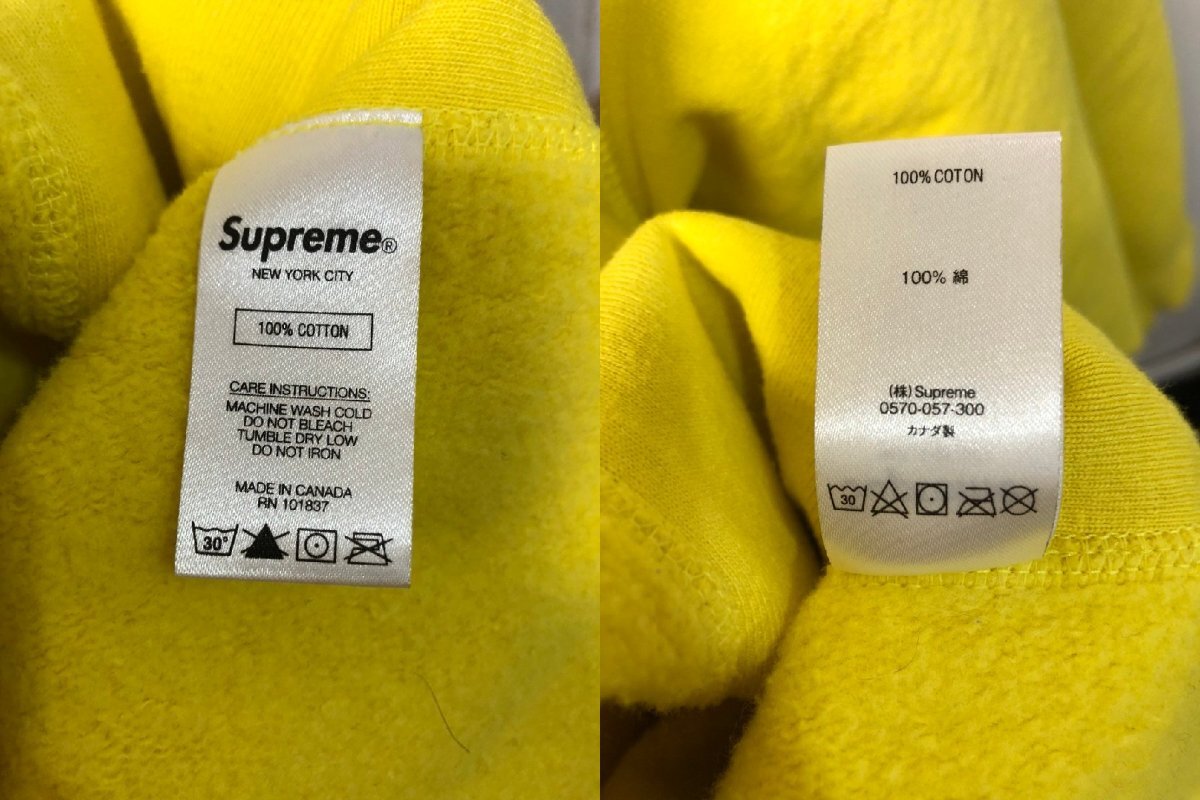 Supreme®
NEW YORK CITY
100% COTTON
CARE INSTRUCTIONS:
MACHINE WASH COLD
DO NOT BLEACH
TUMBLE DRY LOW
DO NOT IRON
MADE IN CANADA
RN 101837
30°
100% COTON
100% 綿
(株) Supreme
0570-057-300
カナダ製
30